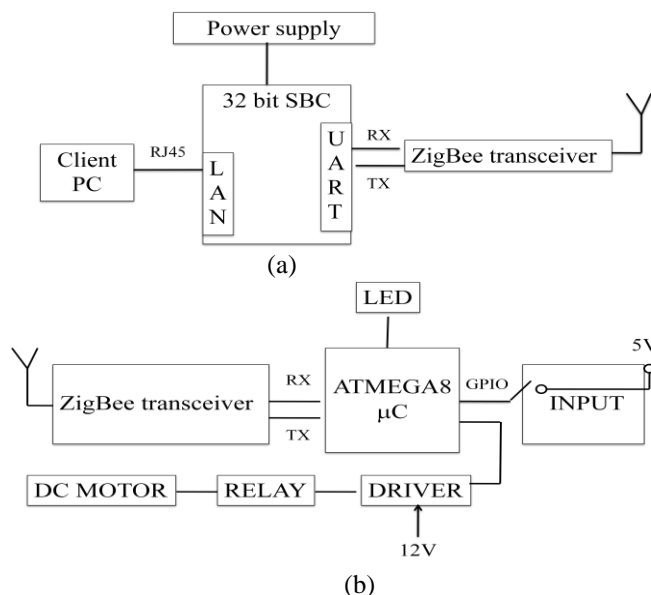 Power supply
32 bit SBC
Client
PC
RJ45
L
A
N
U
A
R
T
RX
TX
ZigBee transceiver
(a)
LED
5V
ZigBee transceiver
RX
TX
ATMEGA8
μC
GPIO
INPUT
DC MOTOR
RELAY
DRIVER
12V
(b)